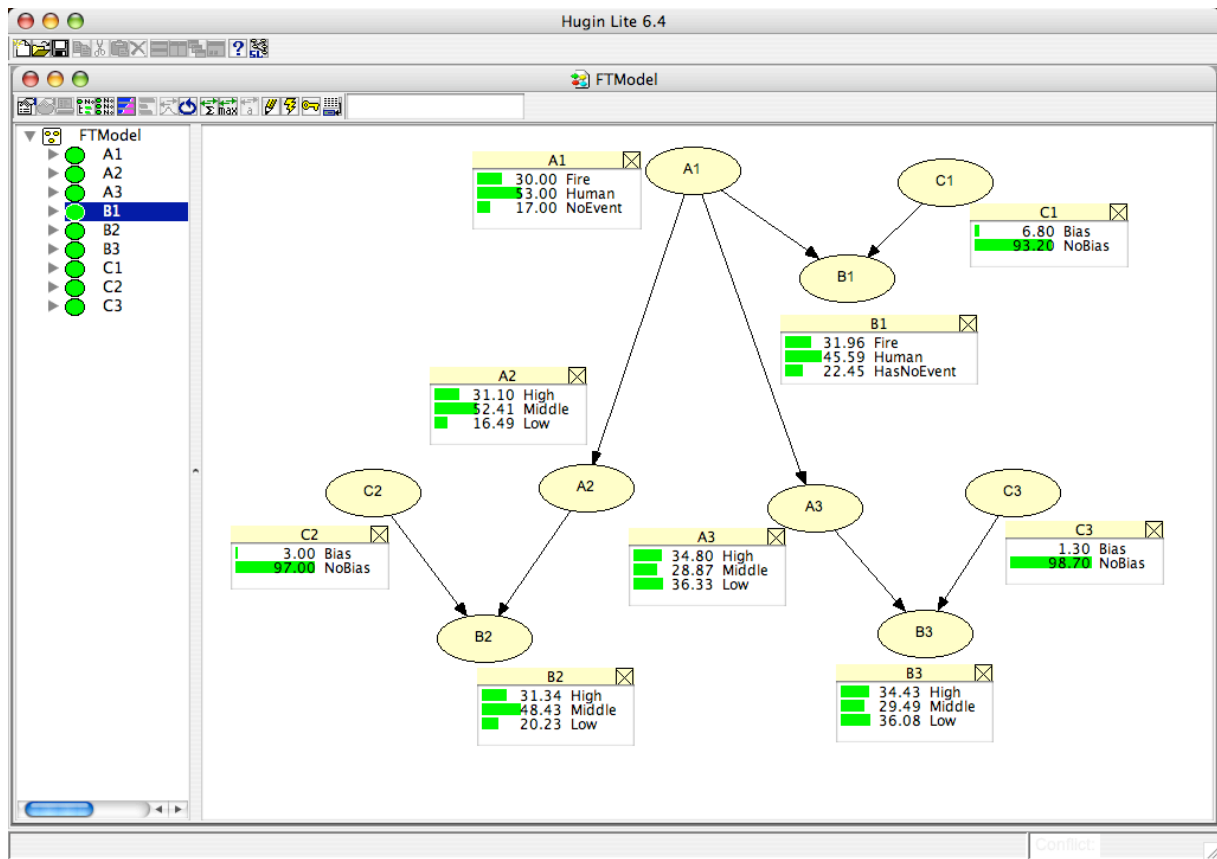 Hugin Lite 6.4
FTModel
FTModel
A1
A2
A3
B1
B2
B3
C1
C2
C3
A1
30.00 Fire
53.00 Human
17.00 NoEvent
A1
C1
C1
6.80 Bias
93.20 NoBias
B1
B1
31.96 Fire
45.59 Human
22.45 HasNoEvent
A2
31.10 High
52.41 Middle
16.49 Low
C2
A2
A3
C3
C2
3.00 Bias
97.00 NoBias
A3
34.80 High
28.87 Middle
36.33 Low
C3
1.30 Bias
98.70 NoBias
B2
B3
B2
31.34 High
48.43 Middle
20.23 Low
B3
34.43 High
29.49 Middle
36.08 Low
Conflict: